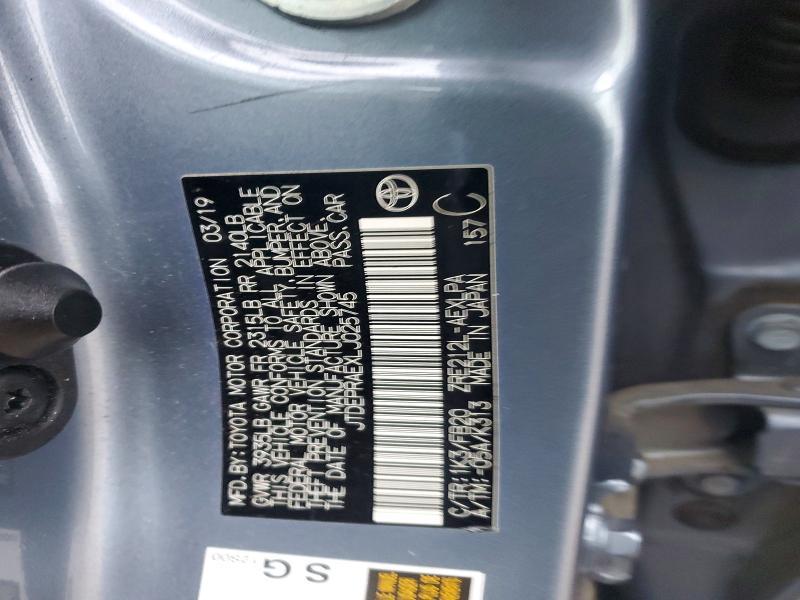 MFD.BY:TOYOTA MOTOR CORPORATION 03/19
GVWR 3935LB GAWR FR 2315LB RR 2140LB
THIS VEHICLE CONFORMS TO ALL APPLICABLE
FEDERAL MOTOR VEHICLE SAFETY, BUMPER, AND
THEFT PREVENTION STANDARDS IN EFFECT ON
THE DATE OF MANUFACTURE SHOWN ABOVE.
JTDEPRAEXLJ025745 PASS.CAR
C/TR:1K3/FB20 ZRE212L-AEXLPA
A/TM:-05A/K313 MADE IN JAPAN 157 C
SG